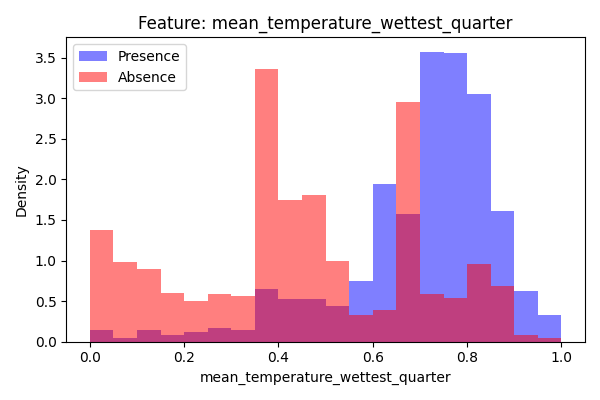 Feature: mean_temperature_wettest_quarter
Presence
Absence
3.5
3.0
2.5
2.0
1.5
1.0
0.5
0.0
Density
0.0 0.2 0.4 0.6 0.8 1.0
mean_temperature_wettest_quarter